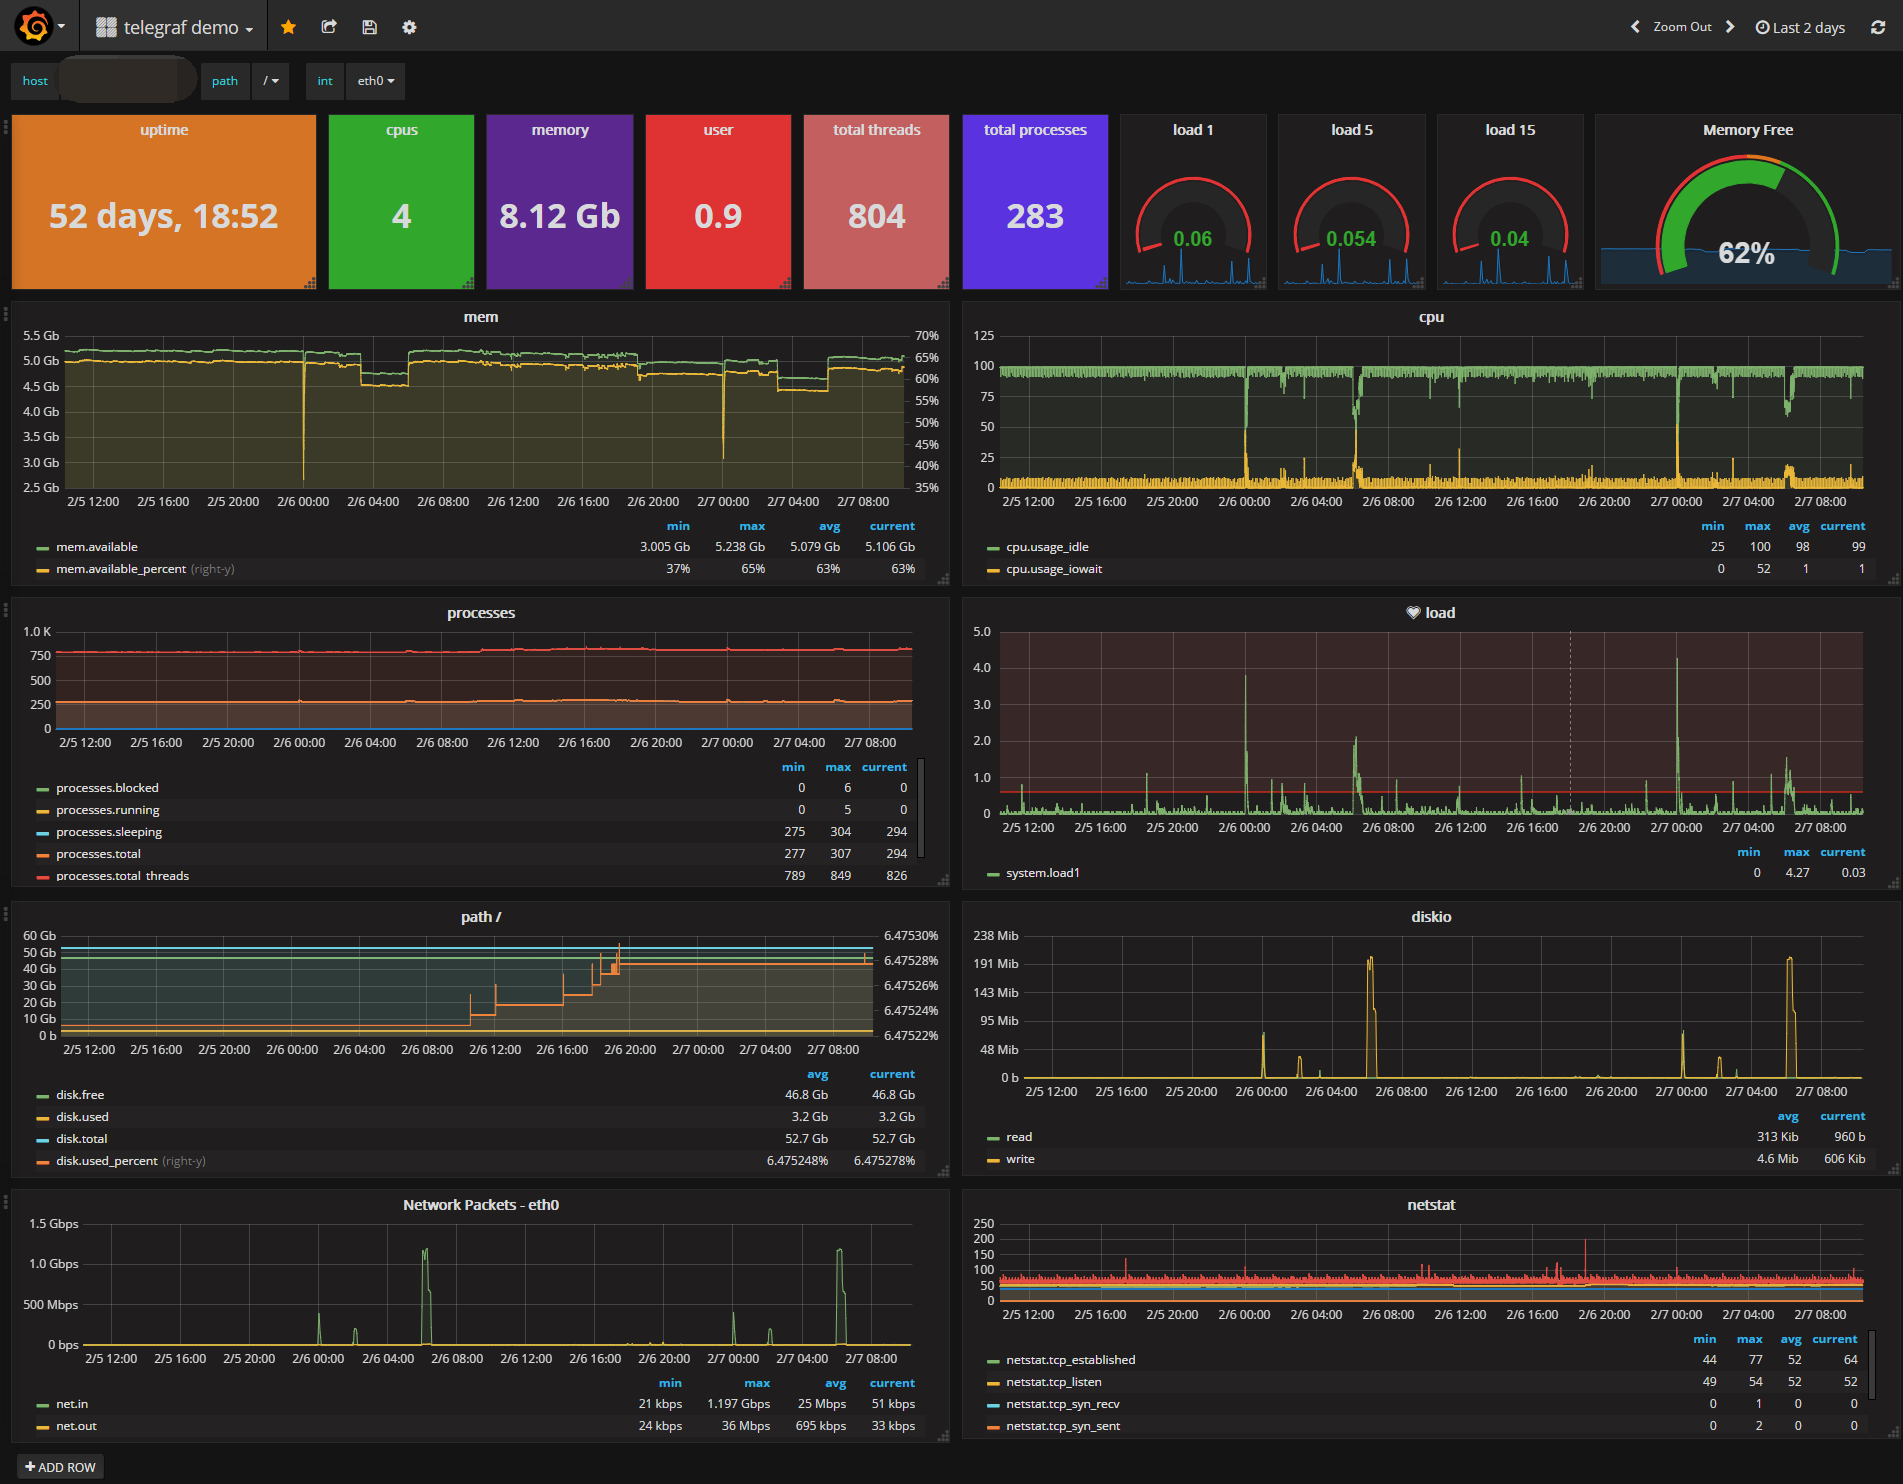 telegraf demo
Zoom Out
Last 2 days
host
path
/
int
eth0
uptime
52 days, 18:52
cpus
4
memory
8.12 Gb
user
0.9
total threads
804
total processes
283
load 1
0.06
load 5
0.054
load 15
0.04
Memory Free
62%
mem
5.5 Gb
5.0 Gb
4.5 Gb
4.0 Gb
3.5 Gb
3.0 Gb
2.5 Gb
70%
65%
60%
55%
50%
45%
40%
35%
2/5 12:00 2/5 16:00 2/5 20:00 2/6 00:00 2/6 04:00 2/6 08:00 2/6 12:00 2/6 16:00 2/6 20:00 2/7 00:00 2/7 04:00 2/7 08:00
min max avg current
mem.available 3.005 Gb 5.238 Gb 5.079 Gb 5.106 Gb
mem.available_percent (right-y) 37% 65% 63% 63%
cpu
125
100
75
50
25
0
2/5 12:00 2/5 16:00 2/5 20:00 2/6 00:00 2/6 04:00 2/6 08:00 2/6 12:00 2/6 16:00 2/6 20:00 2/7 00:00 2/7 04:00 2/7 08:00
min max avg current
cpu.usage_idle 25 100 98 99
cpu.usage_iowait 0 52 1 1
processes
1.0 K
750
500
250
0
2/5 12:00 2/5 16:00 2/5 20:00 2/6 00:00 2/6 04:00 2/6 08:00 2/6 12:00 2/6 16:00 2/6 20:00 2/7 00:00 2/7 04:00 2/7 08:00
min max current
processes.blocked 0 6 0
processes.running 0 5 0
processes.sleeping 275 304 294
processes.total 277 307 294
processes.total_threads 789 849 826
load
5.0
4.0
3.0
2.0
1.0
0
2/5 12:00 2/5 16:00 2/5 20:00 2/6 00:00 2/6 04:00 2/6 08:00 2/6 12:00 2/6 16:00 2/6 20:00 2/7 00:00 2/7 04:00 2/7 08:00
min max current
system.load1 0 4.27 0.03
path /
60 Gb
50 Gb
40 Gb
30 Gb
20 Gb
10 Gb
0 b
6.47530%
6.47528%
6.47526%
6.47524%
6.47522%
2/5 12:00 2/5 16:00 2/5 20:00 2/6 00:00 2/6 04:00 2/6 08:00 2/6 12:00 2/6 16:00 2/6 20:00 2/7 00:00 2/7 04:00 2/7 08:00
avg current
disk.free 46.8 Gb 46.8 Gb
disk.used 3.2 Gb 3.2 Gb
disk.total 52.7 Gb 52.7 Gb
disk.used_percent (right-y) 6.475248% 6.475278%
diskio
238 Mib
191 Mib
143 Mib
95 Mib
48 Mib
0 b
2/5 12:00 2/5 16:00 2/5 20:00 2/6 00:00 2/6 04:00 2/6 08:00 2/6 12:00 2/6 16:00 2/6 20:00 2/7 00:00 2/7 04:00 2/7 08:00
avg current
read 313 Kib 960 b
write 4.6 Mib 606 Kib
Network Packets - eth0
1.5 Gbps
1.0 Gbps
500 Mbps
0 bps
2/5 12:00 2/5 16:00 2/5 20:00 2/6 00:00 2/6 04:00 2/6 08:00 2/6 12:00 2/6 16:00 2/6 20:00 2/7 00:00 2/7 04:00 2/7 08:00
min max avg current
net.in 21 kbps 1.197 Gbps 25 Mbps 51 kbps
net.out 24 kbps 36 Mbps 695 kbps 33 kbps
netstat
250
200
150
100
50
0
2/5 12:00 2/5 16:00 2/5 20:00 2/6 00:00 2/6 04:00 2/6 08:00 2/6 12:00 2/6 16:00 2/6 20:00 2/7 00:00 2/7 04:00 2/7 08:00
min max avg current
netstat.tcp_established 44 77 52 64
netstat.tcp_listen 49 54 52 52
netstat.tcp_syn_recv 0 1 0 0
netstat.tcp_syn_sent 0 2 0 0
ADD ROW